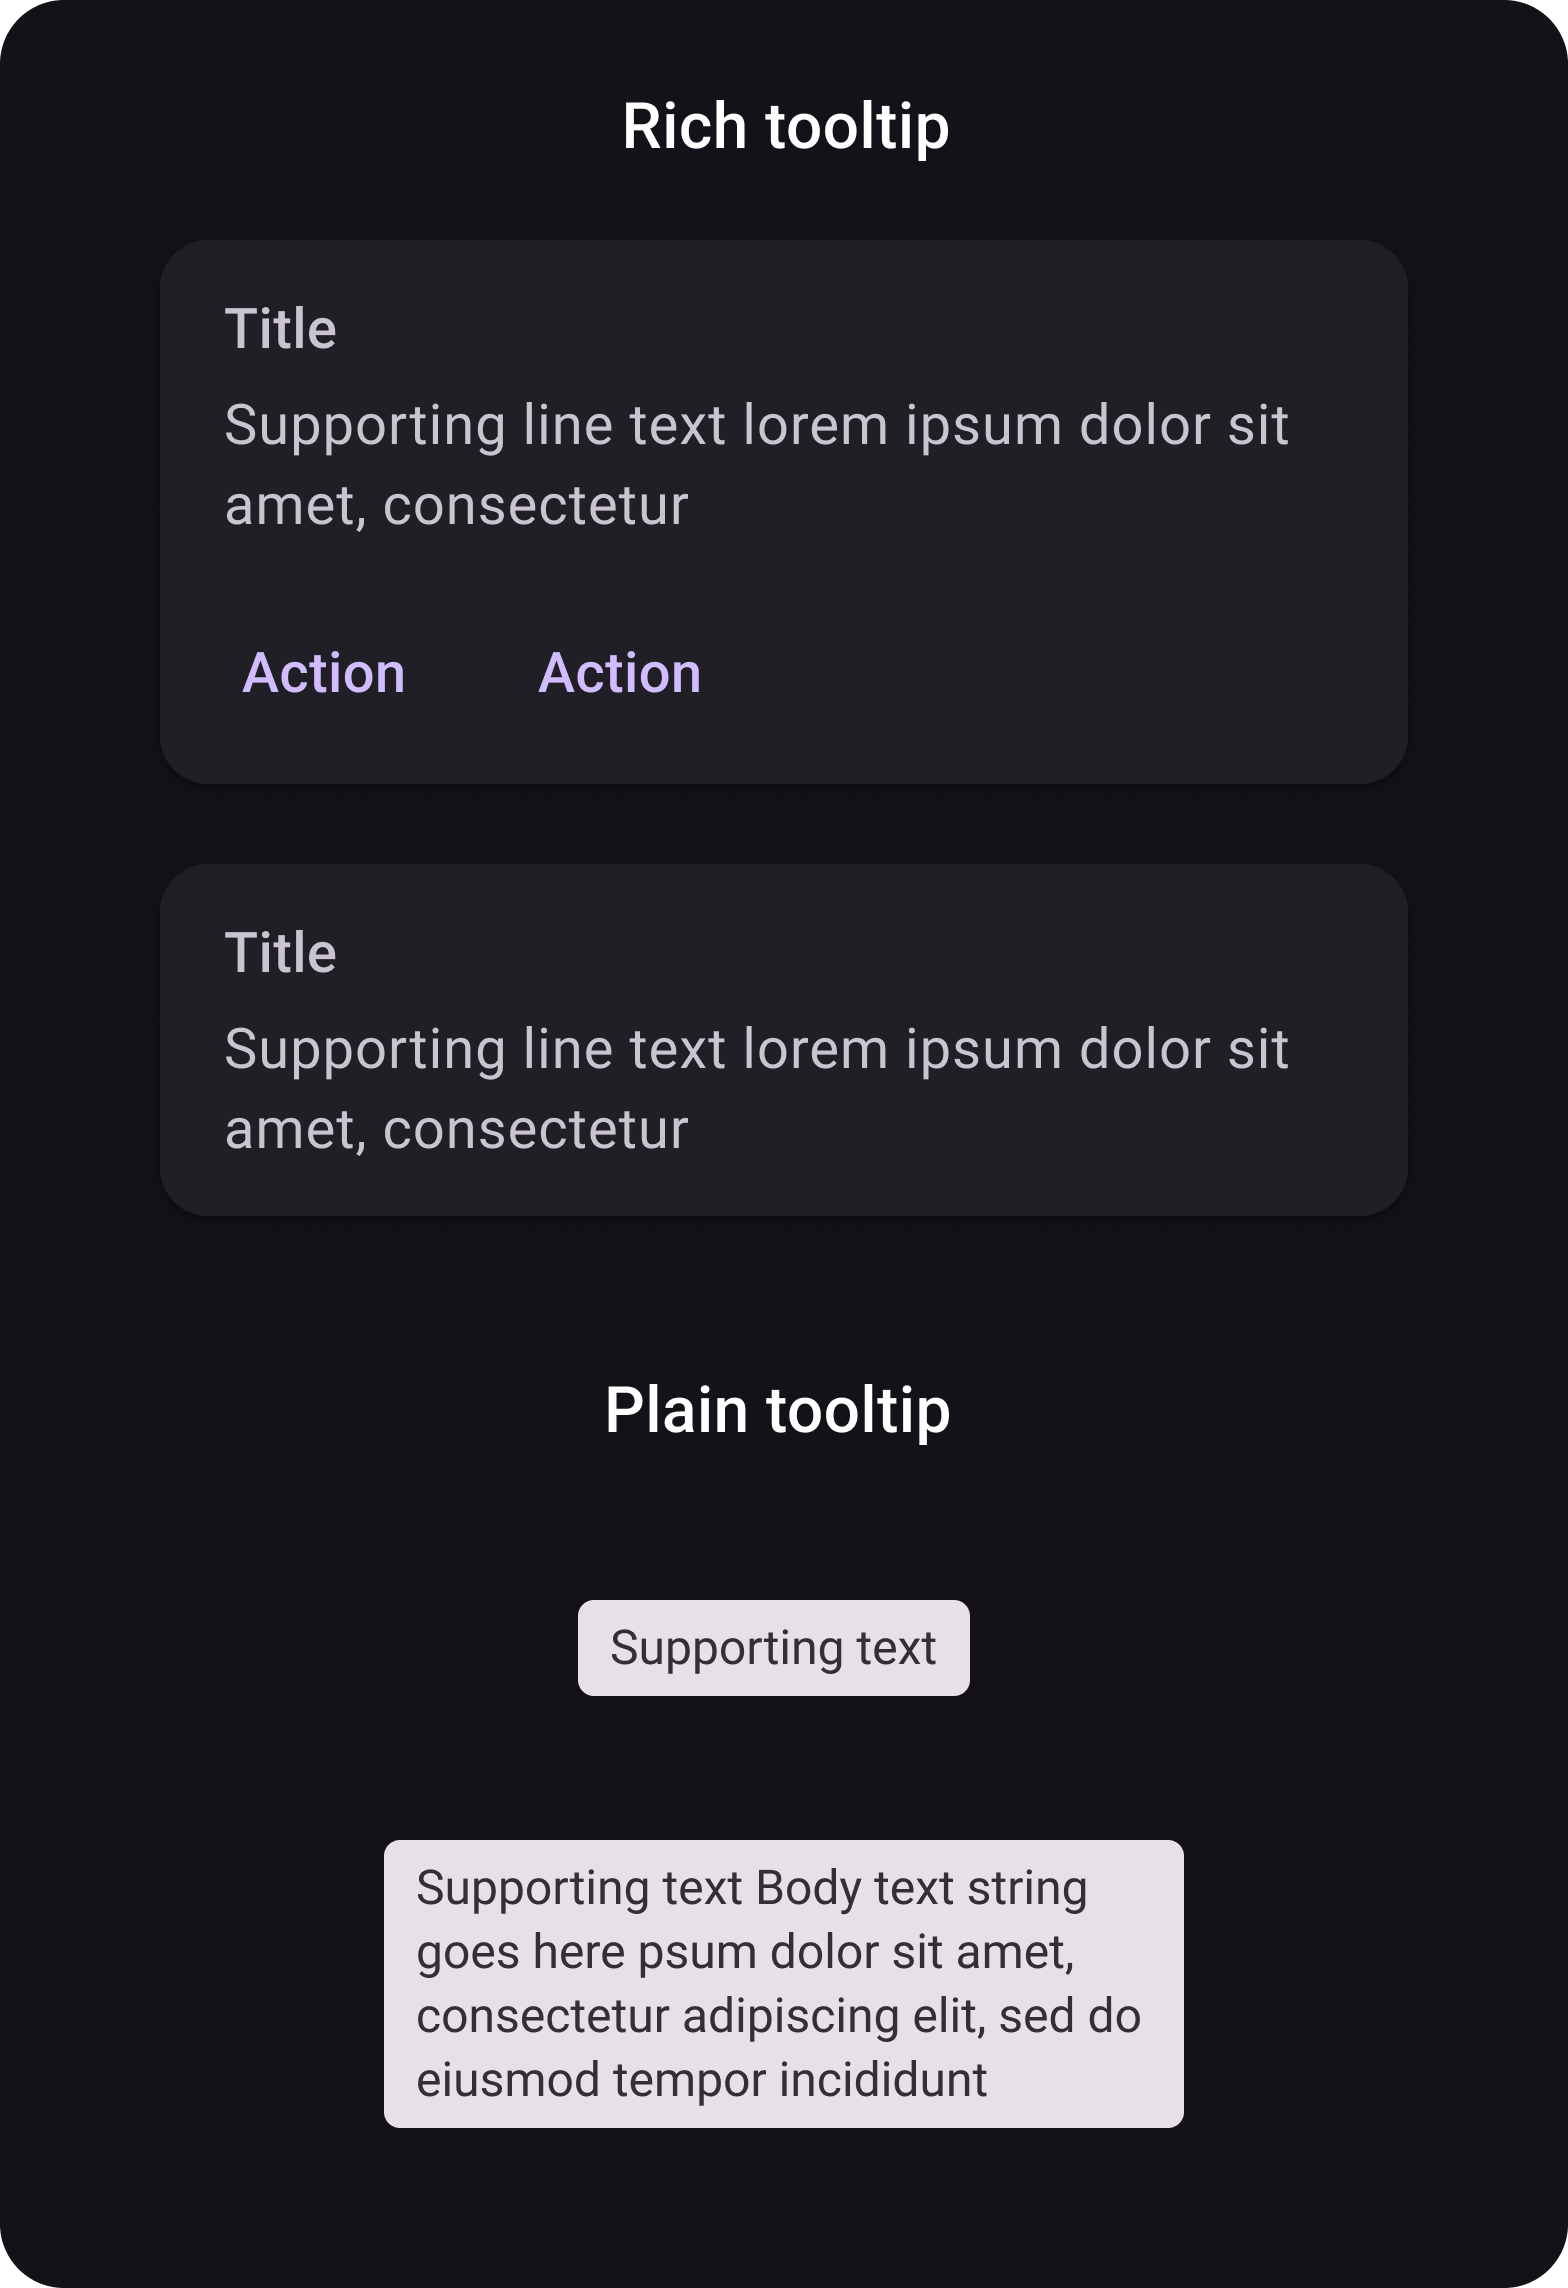 Rich tooltip
Title
Supporting line text lorem ipsum dolor sit
amet, consectetur
Action Action
Title
Supporting line text lorem ipsum dolor sit
amet, consectetur
Plain tooltip
Supporting text
Supporting text Body text string
goes here psum dolor sit amet,
consectetur adipiscing elit, sed do
eiusmod tempor incididunt